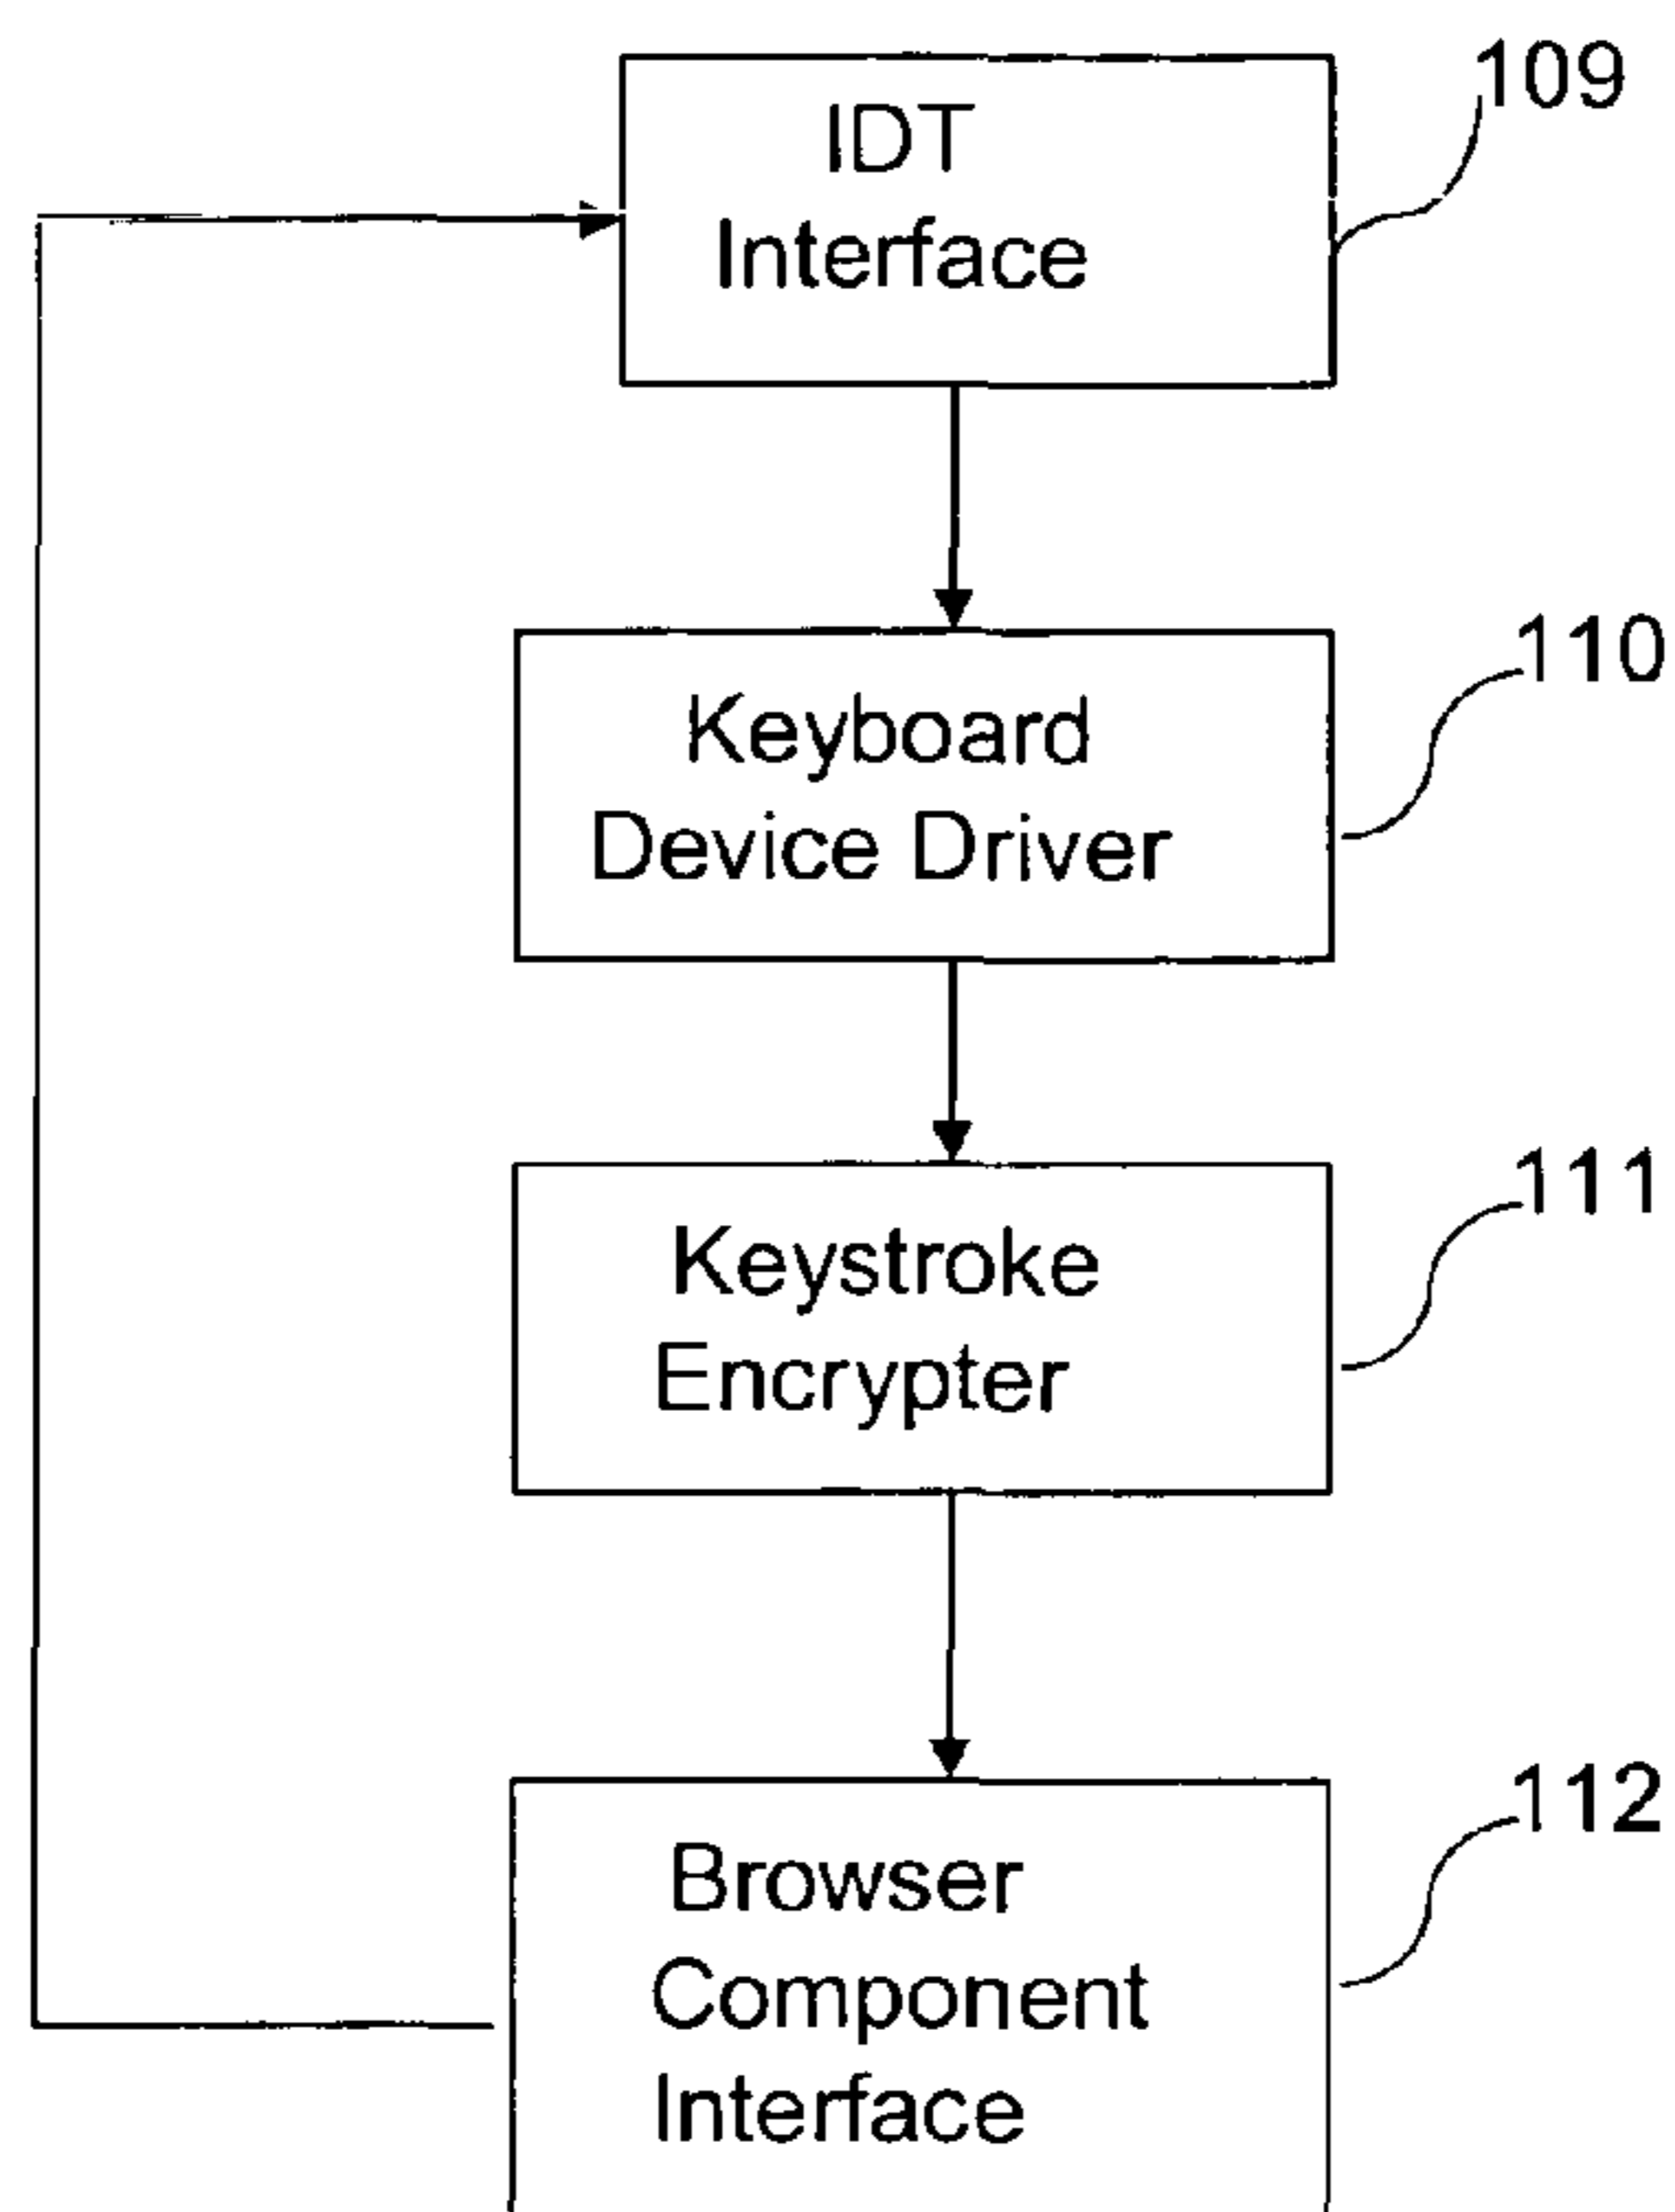 IDT
Interface
109
Keyboard
Device Driver
110
Keystroke
Encrypter
111
Browser
Component
Interface
112